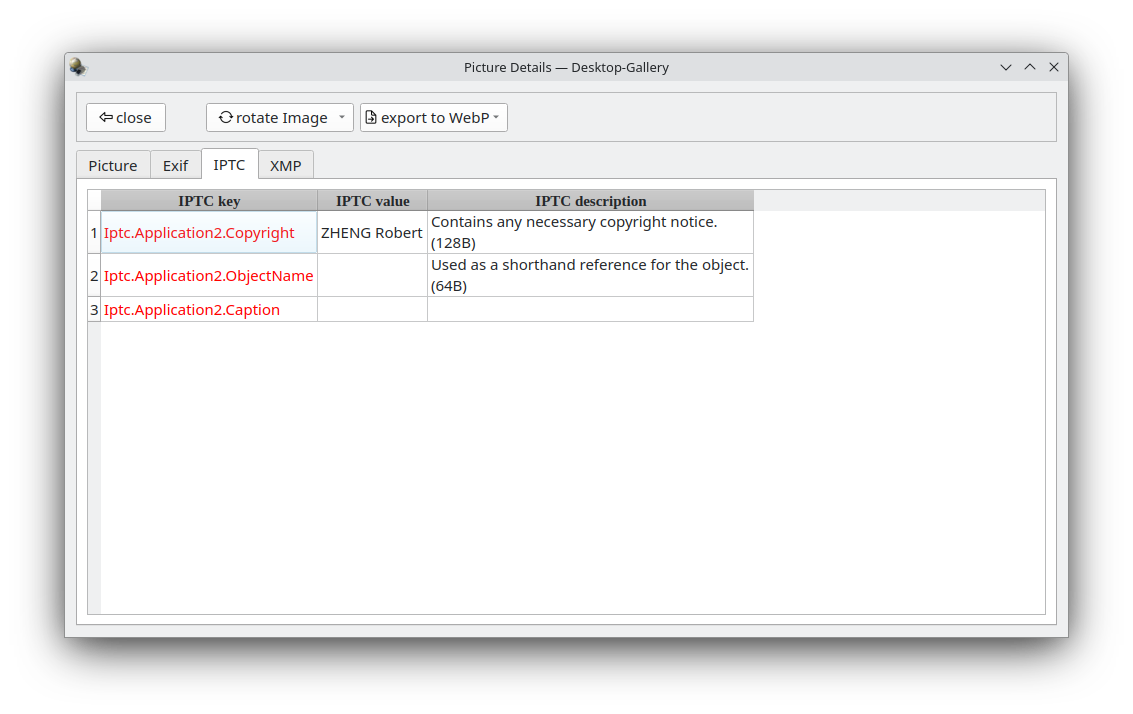 Picture Details — Desktop-Gallery
close
rotate Image
export to WebP
Picture Exif IPTC XMP
IPTC key IPTC value IPTC description
1 Iptc.Application2.Copyright ZHENG Robert Contains any necessary copyright notice.
(128B)
2 Iptc.Application2.ObjectName Used as a shorthand reference for the object.
(64B)
3 Iptc.Application2.Caption